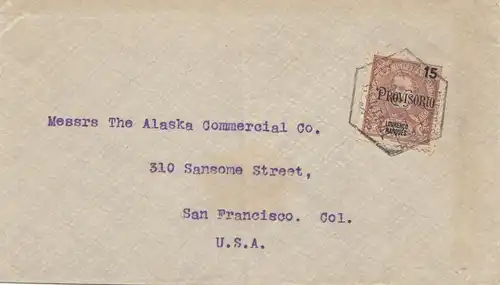 15
PROVISORIO
LOURENÇO
MARQUES
Messrs The Alaska Commercial Co.
310 Sansome Street,
San Francisco. Col.
U.S.A.